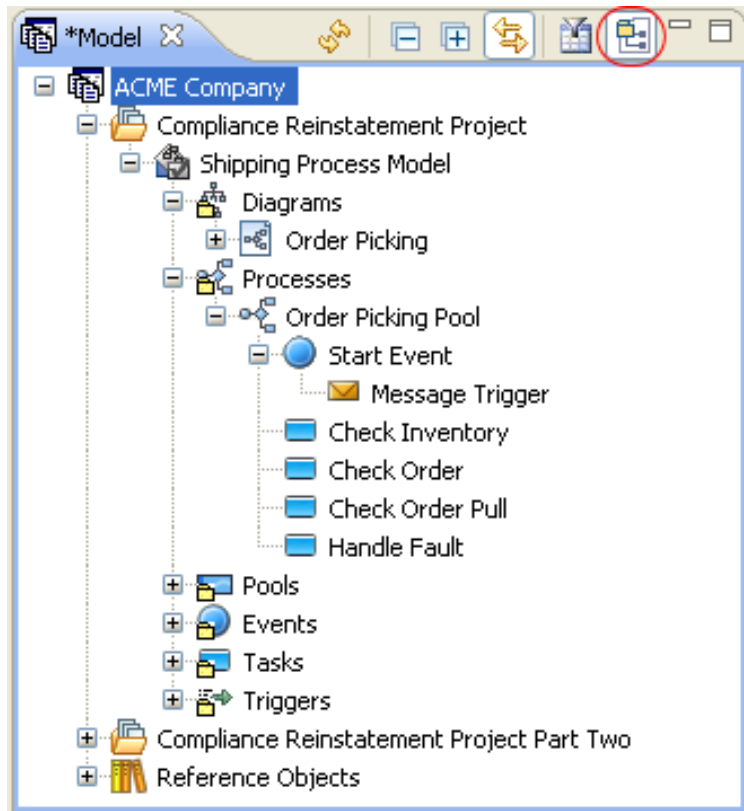 *Model
ACME Company
Compliance Reinstatement Project
Shipping Process Model
Diagrams
Order Picking
Processes
Order Picking Pool
Start Event
Message Trigger
Check Inventory
Check Order
Check Order Pull
Handle Fault
Pools
Events
Tasks
Triggers
Compliance Reinstatement Project Part Two
Reference Objects